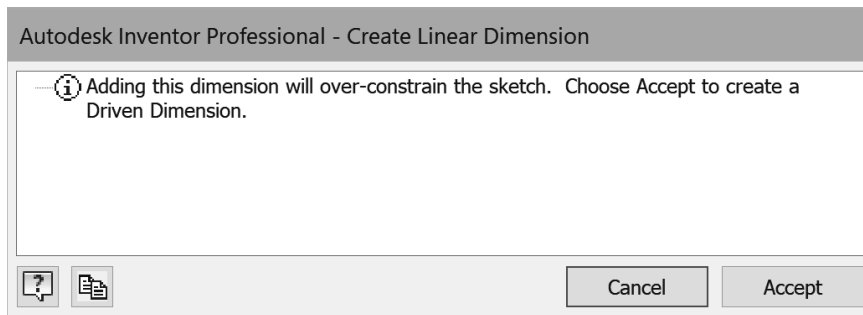 Autodesk Inventor Professional - Create Linear Dimension
Adding this dimension will over-constrain the sketch.  Choose Accept to create a
Driven Dimension.
Cancel Accept